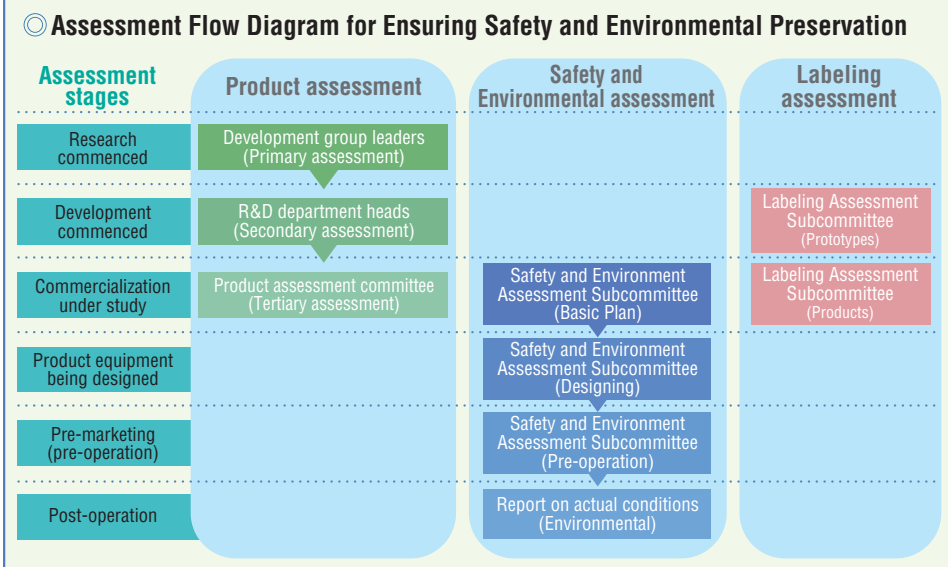 ◎ Assessment Flow Diagram for Ensuring Safety and Environmental Preservation
Assessment
stages
Product assessment
Safety and
Environmental assessment
Labeling
assessment
Research
commenced
Development group leaders
(Primary assessment)
Development
commenced
R&D department heads
(Secondary assessment)
Labeling Assessment
Subcommittee
(Prototypes)
Commercialization
under study
Product assessment committee
(Tertiary assessment)
Safety and Environment
Assessment Subcommittee
(Basic Plan)
Labeling Assessment
Subcommittee
(Products)
Product equipment
being designed
Safety and Environment
Assessment Subcommittee
(Designing)
Pre-marketing
(pre-operation)
Safety and Environment
Assessment Subcommittee
(Pre-operation)
Post-operation
Report on actual conditions
(Environmental)